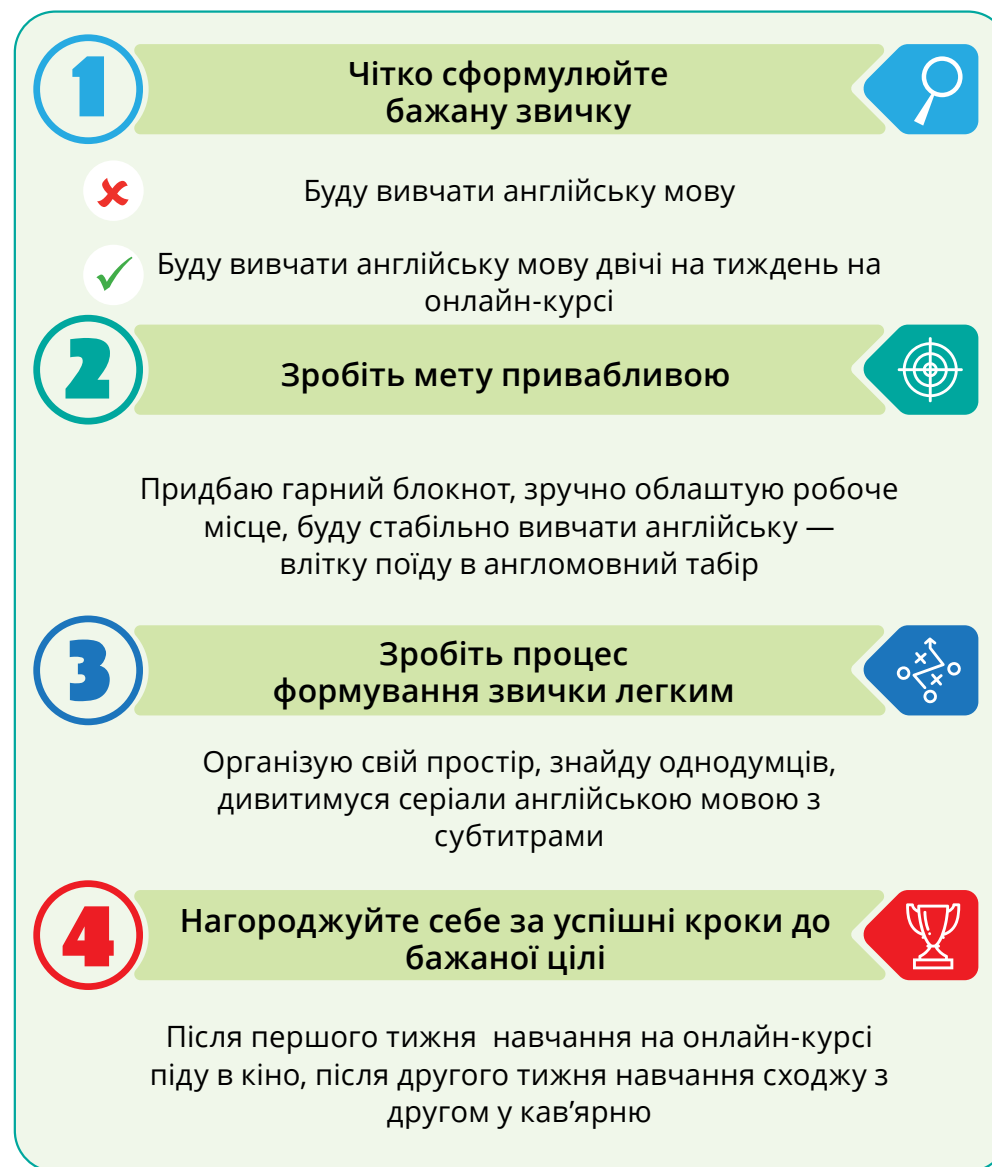 1
Чітко сформулюйте
бажану звичку
Буду вивчати англійську мову
Буду вивчати англійську мову двічі на тиждень на
онлайн-курсі
2
Зробіть мету привабливою
Придбаю гарний блокнот, зручно облаштую робоче
місце, буду стабільно вивчати англійську —
влітку поїду в англомовний табір
3
Зробіть процес
формування звички легким
Організую свій простір, знайду однодумців,
дивитимуся серіали англійською мовою з
субтитрами
4
Нагороджуйте себе за успішні кроки до
бажаної цілі
Після першого тижня  навчання на онлайн-курсі
піду в кіно, після другого тижня навчання сходжу з
другом у кав’ярню